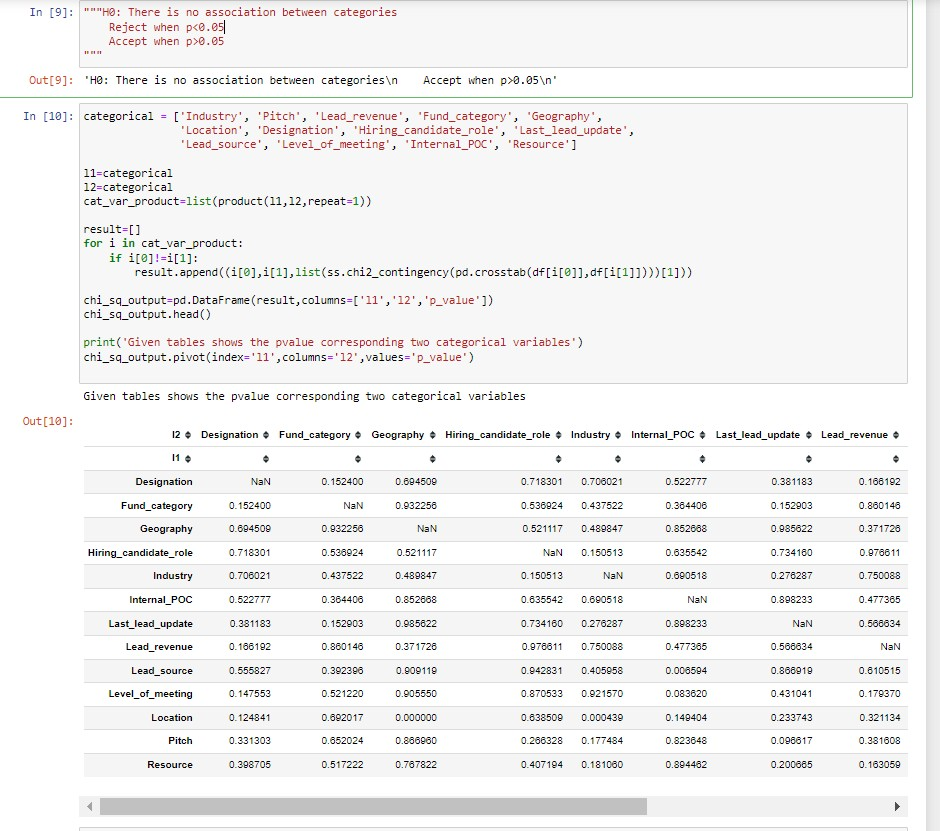 In [9]: """H0: There is no association between categories
Reject when p<0.05
Accept when p>0.05
"""
Out[9]: 'H0: There is no association between categories\n    Accept when p>0.05\n'
In [10]: categorical = ['Industry', 'Pitch', 'Lead_revenue', 'Fund_category', 'Geography',
'Location', 'Designation', 'Hiring_candidate_role', 'Last_lead_update',
'Lead_source', 'Level_of_meeting', 'Internal_POC', 'Resource']
l1=categorical
l2=categorical
cat_var_product=list(product(l1,l2,repeat=1))
result=[]
for i in cat_var_product:
if i[0]!=i[1]:
result.append((i[0],i[1],list(ss.chi2_contingency(pd.crosstab(df[i[0]],df[i[1]])))[1]))
chi_sq_output=pd.DataFrame(result,columns=['l1','l2','p_value'])
chi_sq_output.head()
print('Given tables shows the pvalue corresponding two categorical variables')
chi_sq_output.pivot(index='l1',columns='l2',values='p_value')
Given tables shows the pvalue corresponding two categorical variables
Out[10]:
l2 Designation Fund_category Geography Hiring_candidate_role Industry Internal_POC Last_lead_update Lead_revenue
l1
Designation NaN 0.152400 0.694509 0.718301 0.706021 0.522777 0.381183 0.166192
Fund_category 0.152400 NaN 0.932256 0.536924 0.437522 0.364406 0.152903 0.860146
Geography 0.694509 0.932256 NaN 0.521117 0.489847 0.852668 0.985622 0.371726
Hiring_candidate_role 0.718301 0.536924 0.521117 NaN 0.150513 0.635542 0.734160 0.976611
Industry 0.706021 0.437522 0.489847 0.150513 NaN 0.690518 0.276287 0.750088
Internal_POC 0.522777 0.364406 0.852668 0.635542 0.690518 NaN 0.898233 0.477365
Last_lead_update 0.381183 0.152903 0.985622 0.734160 0.276287 0.898233 NaN 0.566634
Lead_revenue 0.166192 0.860146 0.371726 0.976611 0.750088 0.477365 0.566634 NaN
Lead_source 0.555827 0.392396 0.909119 0.942831 0.405958 0.006594 0.866919 0.610515
Level_of_meeting 0.147553 0.521220 0.905550 0.870533 0.921570 0.083620 0.431041 0.179370
Location 0.124841 0.692017 0.000000 0.638509 0.000439 0.149404 0.233743 0.321134
Pitch 0.331303 0.652024 0.866960 0.266328 0.177484 0.823648 0.096617 0.381608
Resource 0.398705 0.517222 0.767822 0.407194 0.181060 0.894462 0.200665 0.163059